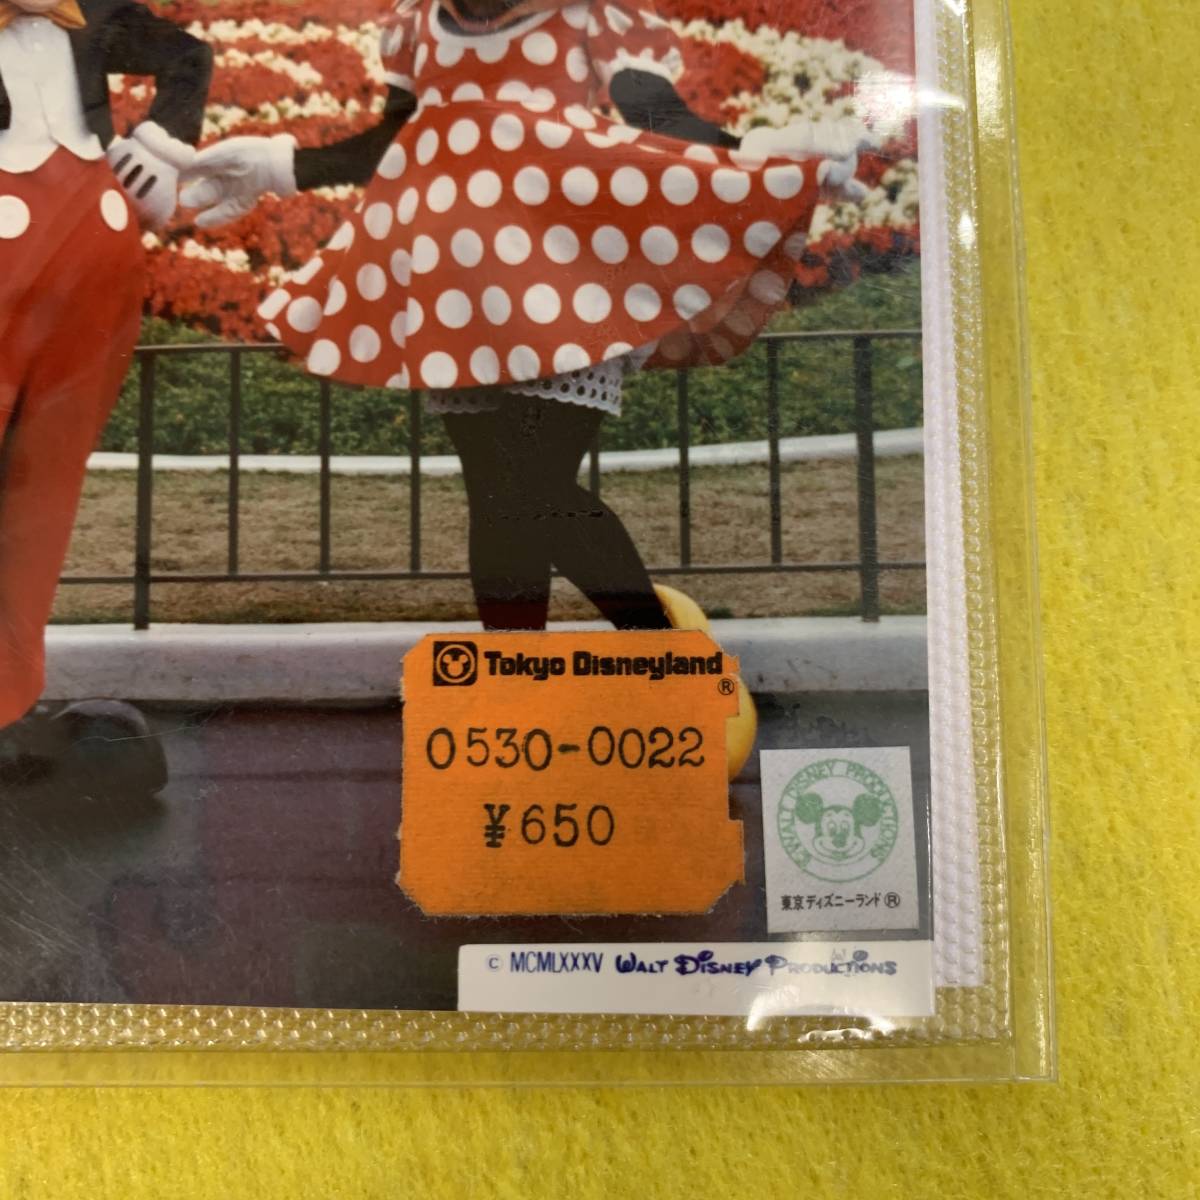 Tokyo Disneyland®
0530-0022
¥650
© WALT DISNEY PRODUCTIONS
東京ディズニーランド®
© MCMLXXXV WALT DISNEY PRODUCTIONS